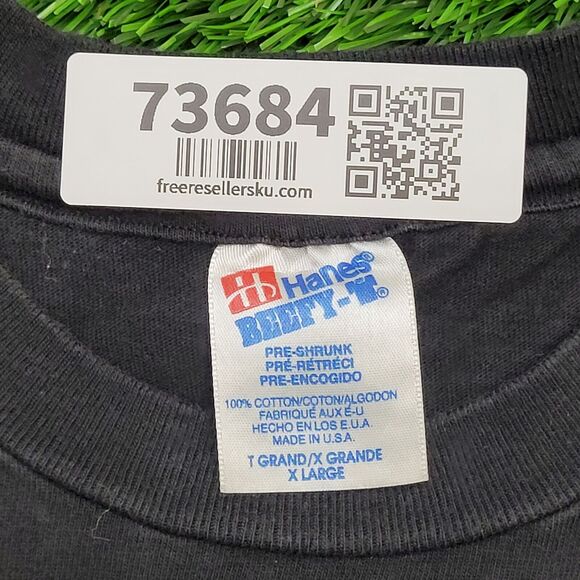 73684
freeresellersku.com
Hanes®
BEEFY-T®
PRE-SHRUNK
PRÉ-RÉTRÉCI
PRE-ENCOGIDO
100% COTTON/COTON/ALGODON
FABRIQUÉ AUX É-U
HECHO EN LOS E.U.A.
MADE IN U.S.A.
T GRAND/X GRANDE
X LARGE